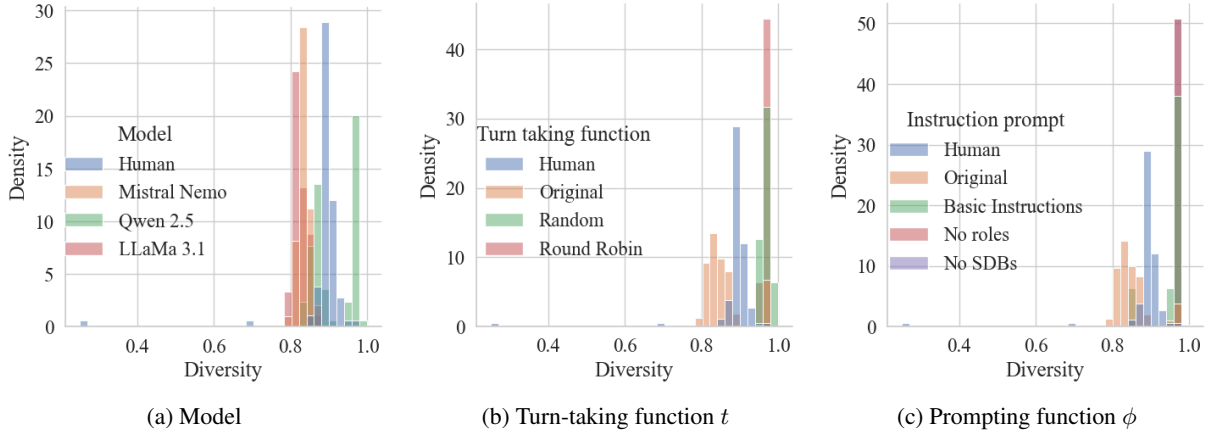 30
25
20
15
10
5
0
Density
Model
Human
Mistral Nemo
Qwen 2.5
LLaMa 3.1
0.4 0.6 0.8 1.0
Diversity
(a) Model
40
30
20
10
0
Density
Turn taking function
Human
Original
Random
Round Robin
0.4 0.6 0.8 1.0
Diversity
(b) Turn-taking function t
50
40
30
20
10
0
Density
Instruction prompt
Human
Original
Basic Instructions
No roles
No SDBs
0.4 0.6 0.8 1.0
Diversity
(c) Prompting function ϕ